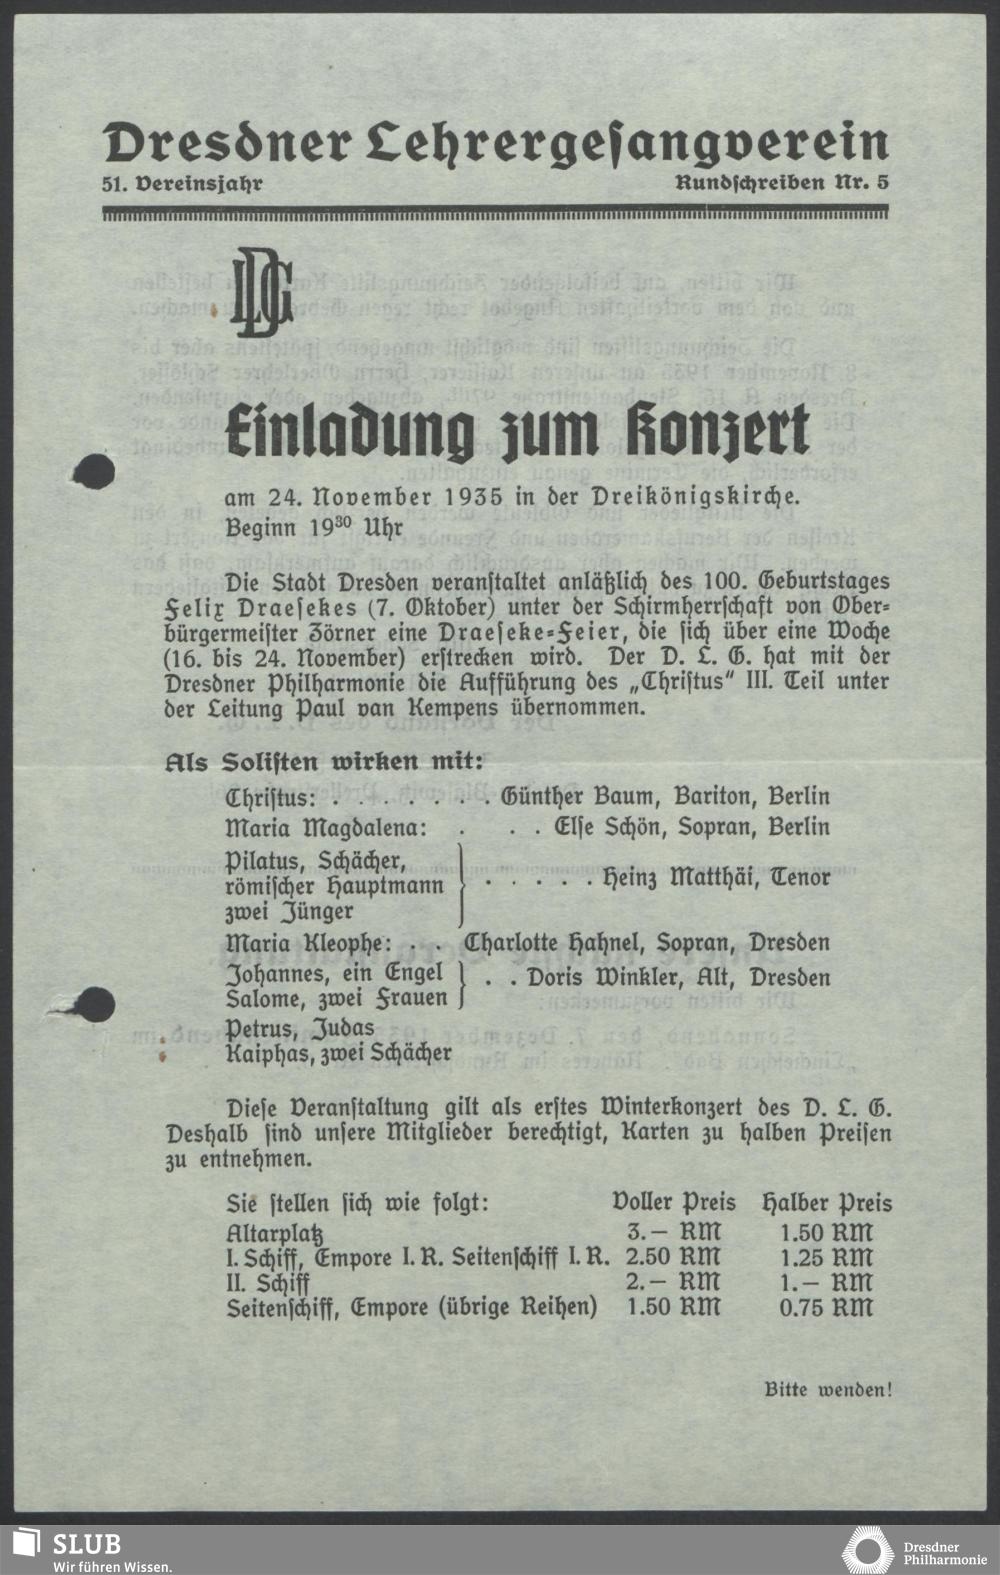 Dresdner Lehrergesangverein
51. Vereinsjahr Rundschreiben Nr. 5
DLG
Einladung zum Konzert
am 24. November 1935 in der Dreikönigskirche.
Beginn 19³⁰ Uhr
Die Stadt Dresden veranstaltet anläßlich des 100. Geburtstages
Felix Draesekes (7. Oktober) unter der Schirmherrschaft von Ober-
bürgermeister Zörner eine Draeseke-Feier, die sich über eine Woche
(16. bis 24. November) erstrecken wird. Der D. L. G. hat mit der
Dresdner Philharmonie die Aufführung des „Christus" III. Teil unter
der Leitung Paul van Kempens übernommen.
Als Solisten wirken mit:
Christus: . . . . . . . Günther Baum, Bariton, Berlin
Maria Magdalena: . . . Else Schön, Sopran, Berlin
Pilatus, Schächer,
römischer Hauptmann } . . . . . Heinz Matthäi, Tenor
zwei Jünger
Maria Kleophe: . . Charlotte Hahnel, Sopran, Dresden
Johannes, ein Engel } . . Doris Winkler, Alt, Dresden
Salome, zwei Frauen
Petrus, Judas
Kaiphas, zwei Schächer
Diese Veranstaltung gilt als erstes Winterkonzert des D. L. G.
Deshalb sind unsere Mitglieder berechtigt, Karten zu halben Preisen
zu entnehmen.
Sie stellen sich wie folgt: Voller Preis Halber Preis
Altarplatz 3.— RM 1.50 RM
I. Schiff, Empore I. R. Seitenschiff I. R. 2.50 RM 1.25 RM
II. Schiff 2.— RM 1.— RM
Seitenschiff, Empore (übrige Reihen) 1.50 RM 0.75 RM
Bitte wenden!
SLUB
Wir führen Wissen.
Dresdner
Philharmonie